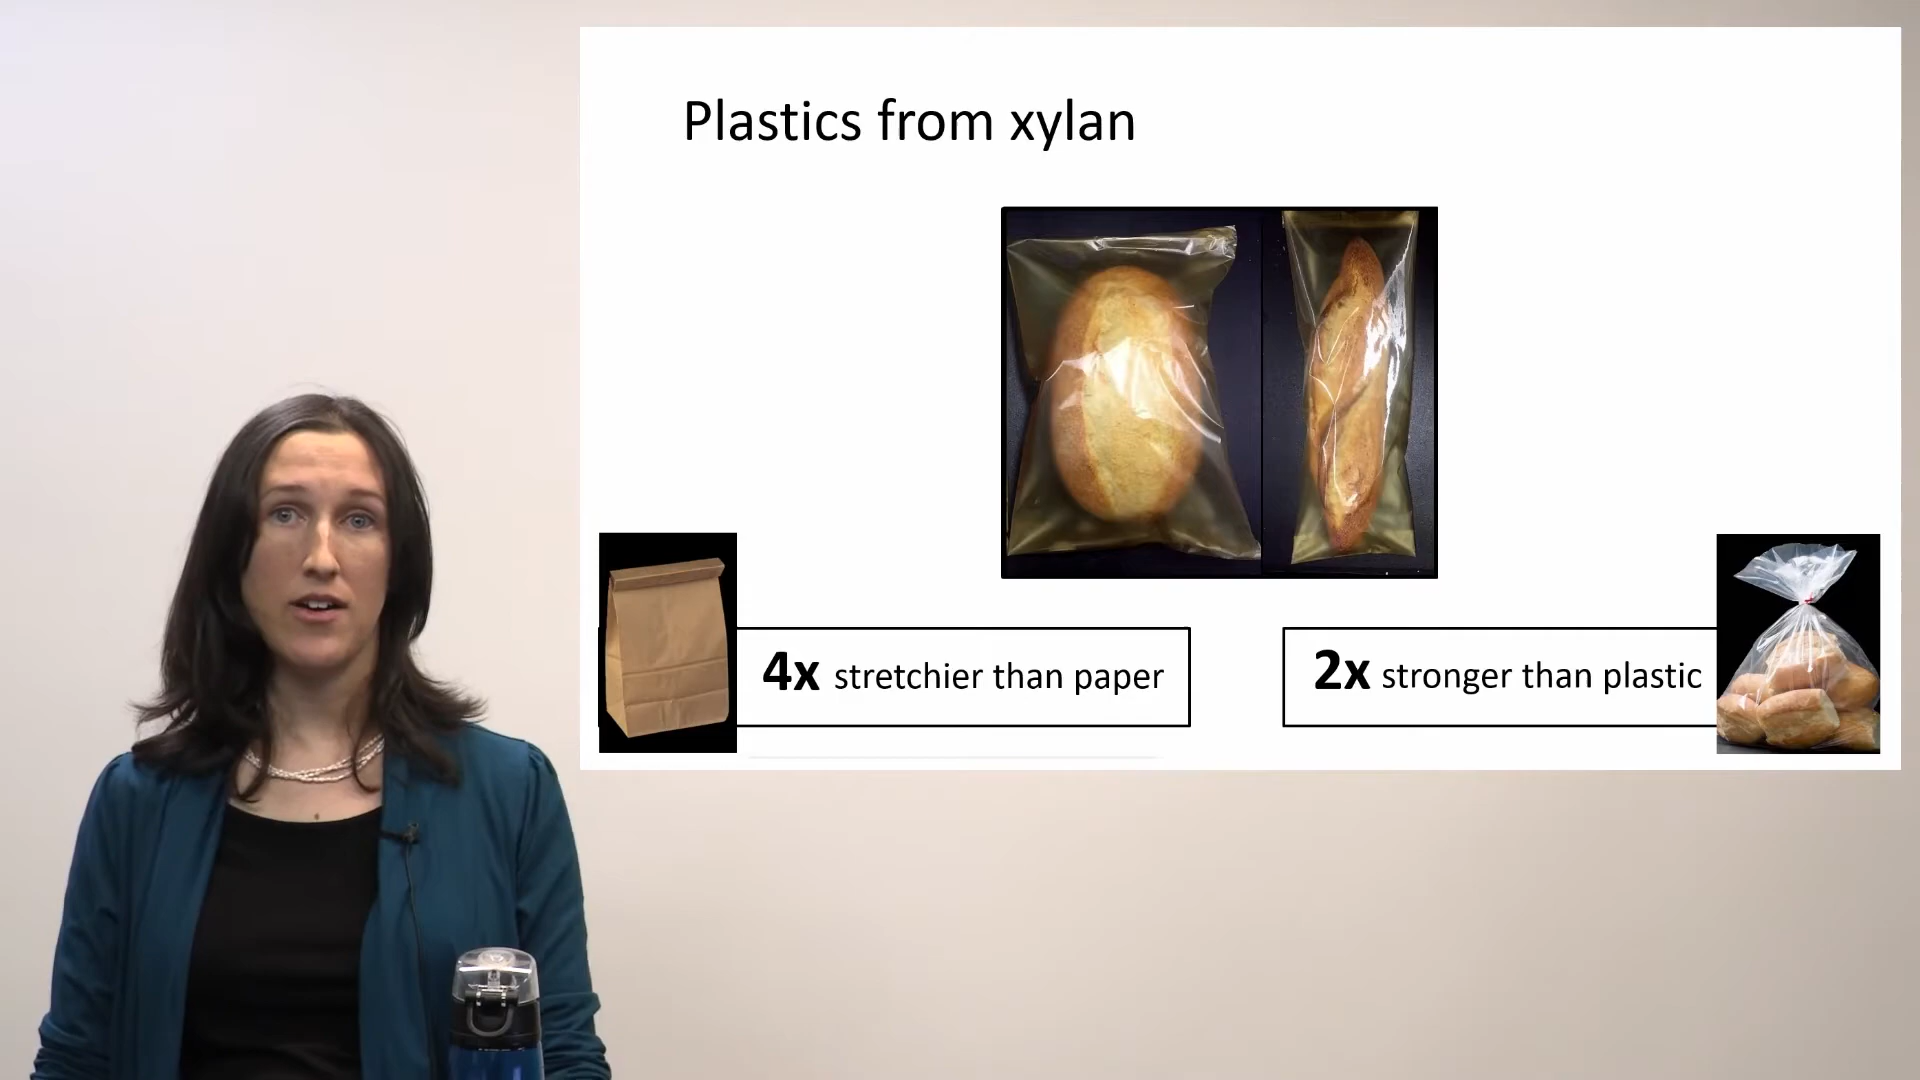 Plastics from xylan
4x stretchier than paper
2x stronger than plastic